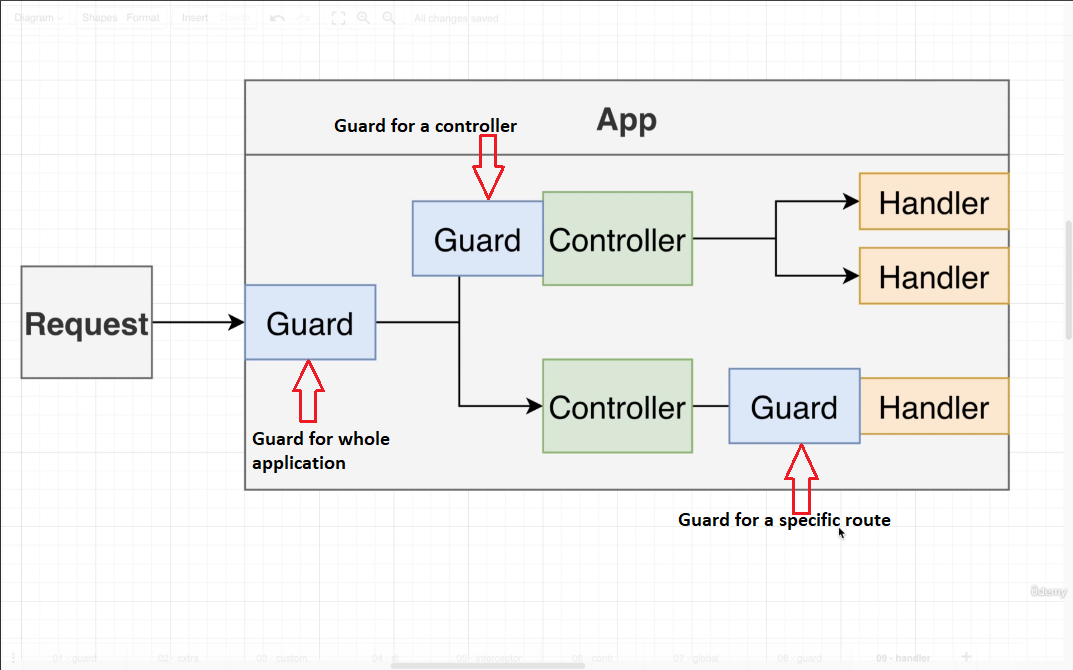 Diagram Shapes Format Insert
All changes saved
Guard for a controller
App
Guard Controller
Handler
Handler
Request
Guard
Guard for whole
application
Controller
Guard
Handler
Guard for a specific route
ûdemy
01 - guard 02 - extra 03 - custom 04 - 05 - interceptor 06 - contr 07 - global 08 - guard 09 - handler